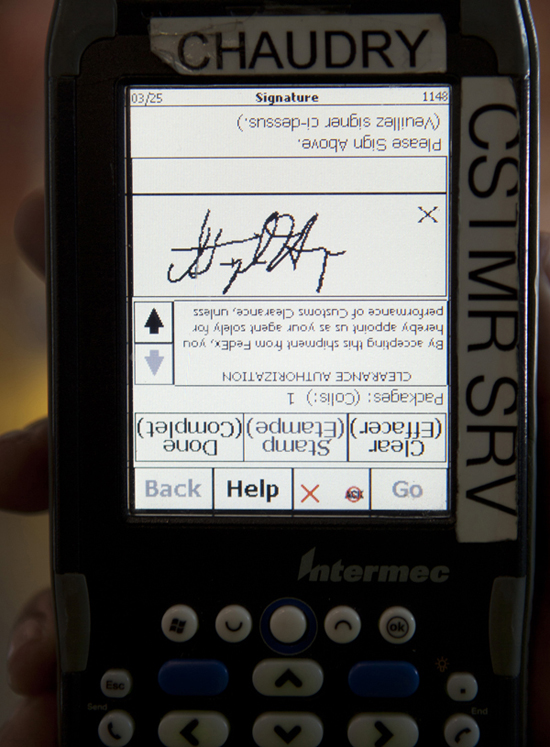 CHAUDRY
CSTMR SRV
03/25 Signature 1148
Please Sign Above.
(Veuillez signer ci-dessus.)
X
CLEARANCE AUTHORIZATION
By accepting this shipment from FedEx, you
hereby appoint us as your agent solely for
performance of Customs Clearance, unless
Packages: (Colis:) 1
Clear Stamp Done
(Effacer) (Etampe) (Complet)
Back Help Go
Intermec
ok
Esc
Send
End